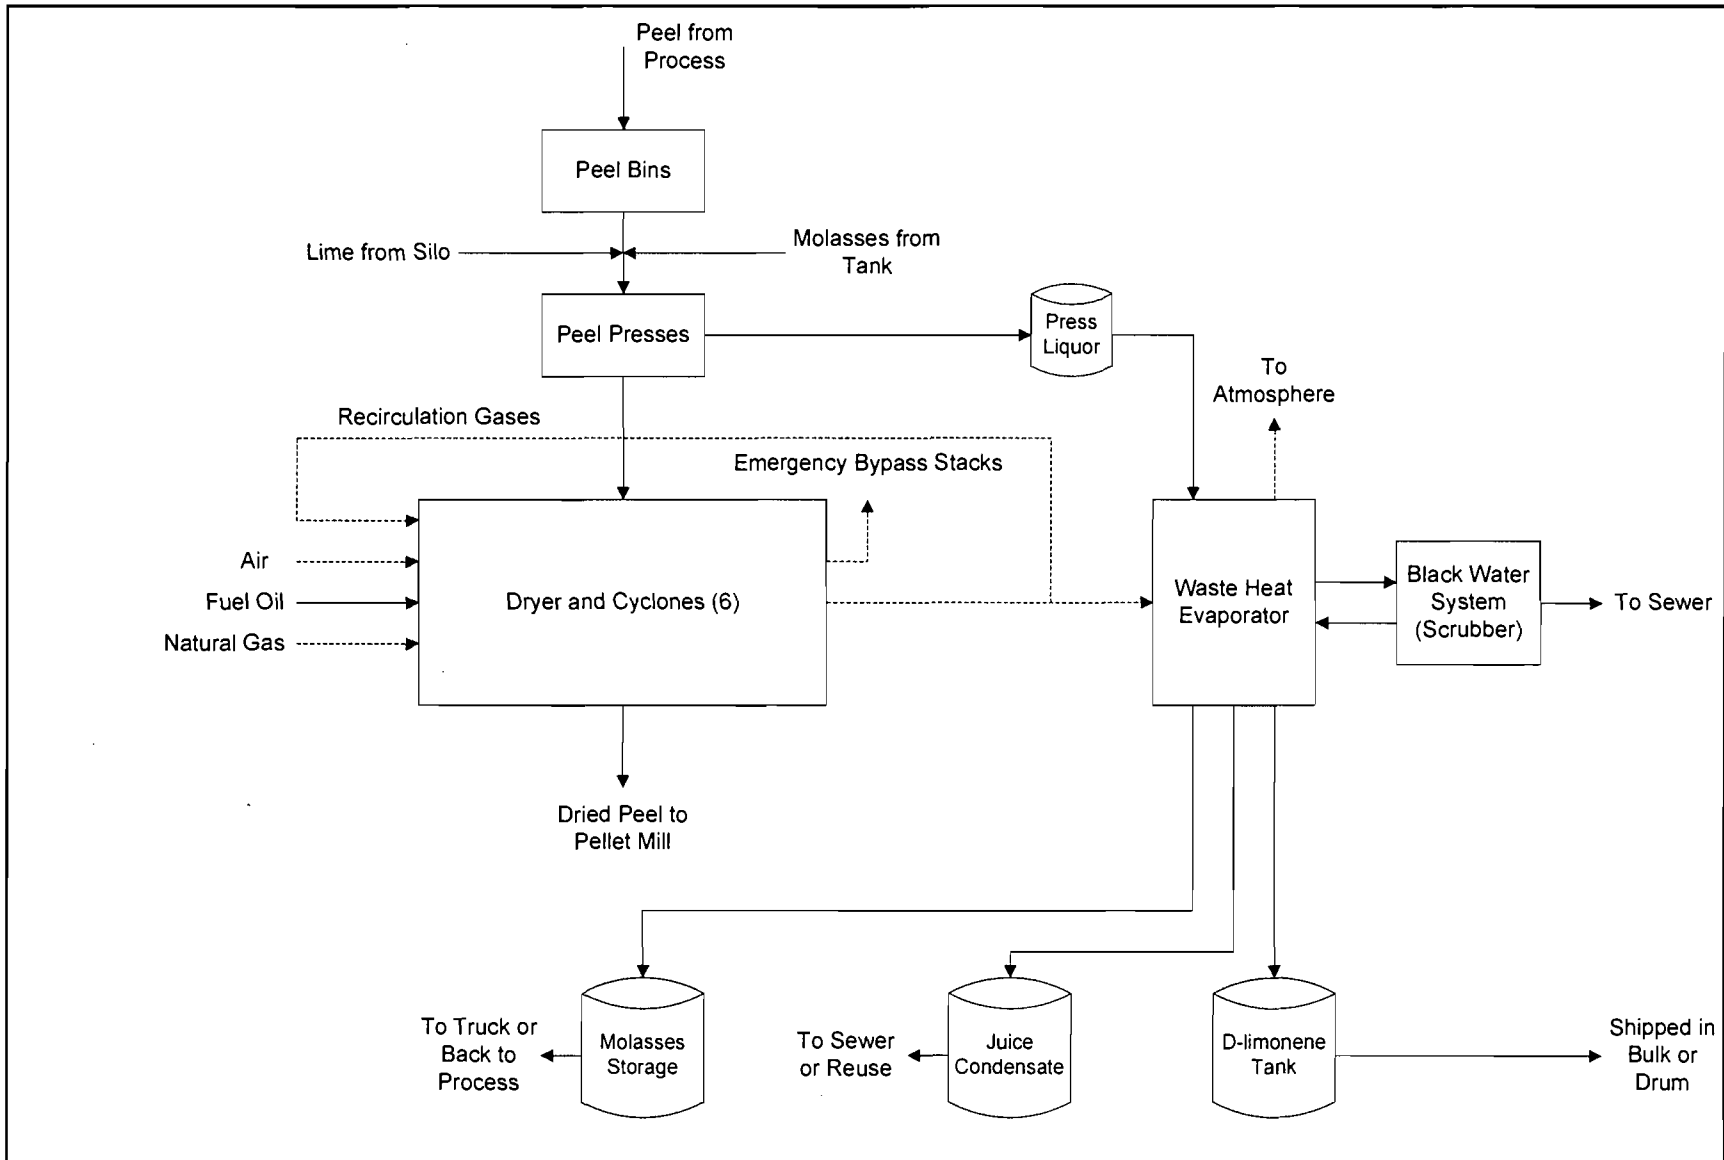 Peel from
Process
Peel Bins
Lime from Silo
Molasses from
Tank
Peel Presses
Press
Liquor
To
Atmosphere
Recirculation Gases
Emergency Bypass Stacks
Air
Fuel Oil
Natural Gas
Dryer and Cyclones (6)
Waste Heat
Evaporator
Black Water
System
(Scrubber)
To Sewer
Dried Peel to
Pellet Mill
To Truck or
Back to
Process
Molasses
Storage
To Sewer
or Reuse
Juice
Condensate
D-limonene
Tank
Shipped in
Bulk or
Drum